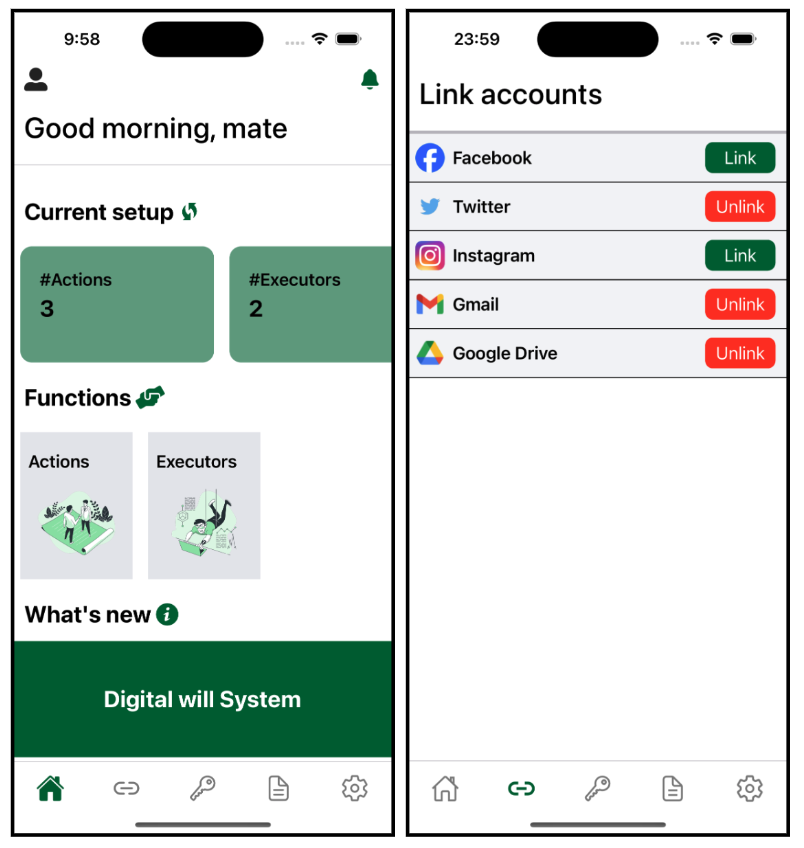 9:58
Good morning, mate
Current setup
#Actions
3
#Executors
2
Functions
Actions
Executors
What's new
Digital will System
23:59
Link accounts
Facebook Link
Twitter Unlink
Instagram Link
Gmail Unlink
Google Drive Unlink